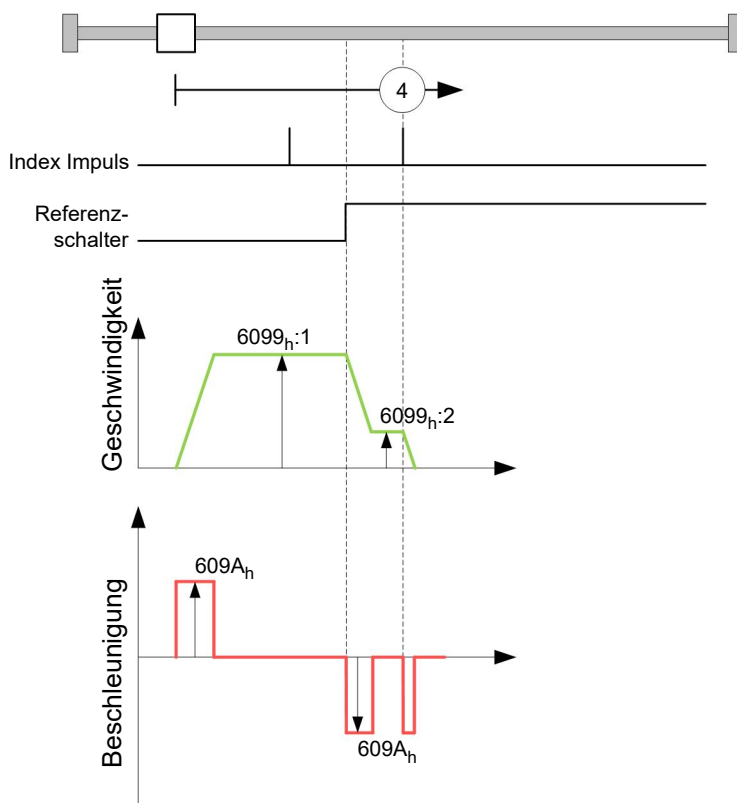 4
Index Impuls
Referenz-
schalter
Geschwindigkeit
6099h:1
6099h:2
Beschleunigung
609Ah
609Ah